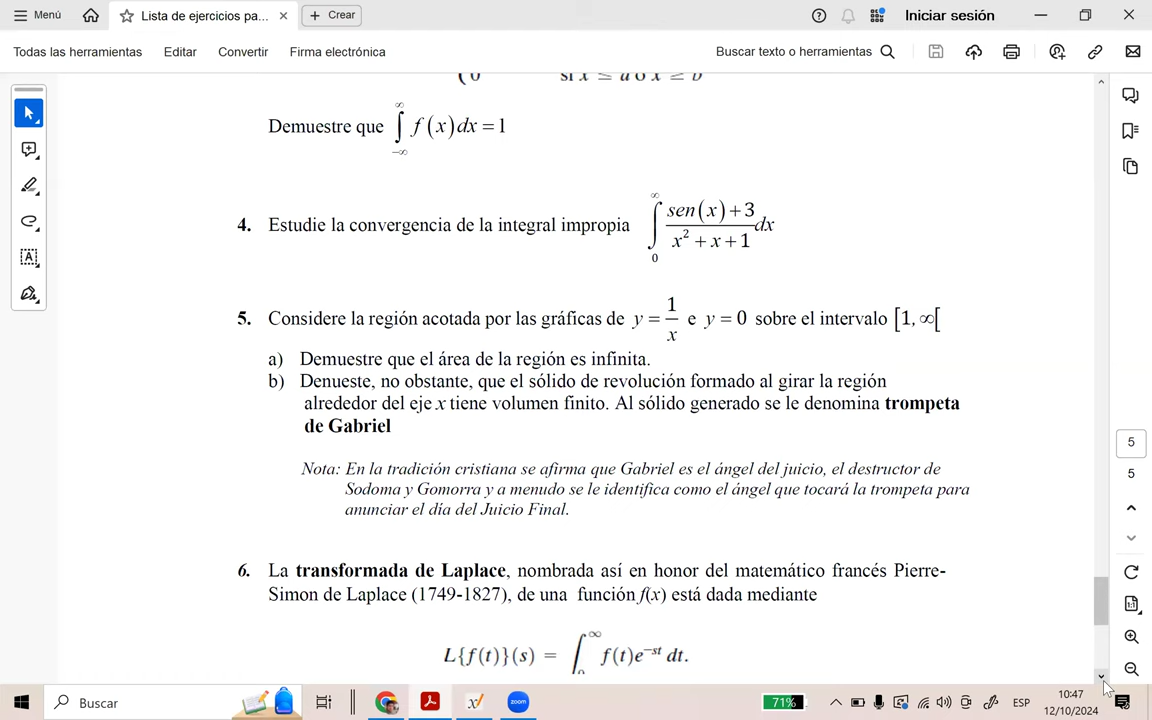 Menú
Lista de ejercicios pa...
Crear
Iniciar sesión
Todas las herramientas Editar Convertir Firma electrónica
Buscar texto o herramientas
Demuestre que ∫_{-∞}^{∞} f(x)dx = 1
4. Estudie la convergencia de la integral impropia ∫_{0}^{∞} (sen(x)+3)/(x² + x + 1) dx
5. Considere la región acotada por las gráficas de y = 1/x e y = 0 sobre el intervalo [1, ∞[
a) Demuestre que el área de la región es infinita.
b) Denueste, no obstante, que el sólido de revolución formado al girar la región
alrededor del eje x tiene volumen finito. Al sólido generado se le denomina trompeta
de Gabriel
Nota: En la tradición cristiana se afirma que Gabriel es el ángel del juicio, el destructor de
Sodoma y Gomorra y a menudo se le identifica como el ángel que tocará la trompeta para
anunciar el día del Juicio Final.
6. La transformada de Laplace, nombrada así en honor del matemático francés Pierre-
Simon de Laplace (1749-1827), de una función f(x) está dada mediante
L{f(t)}(s) = ∫_{0}^{∞} f(t)e^{-st} dt.
5
5
Buscar
zoom
71%
ESP
10:47
12/10/2024